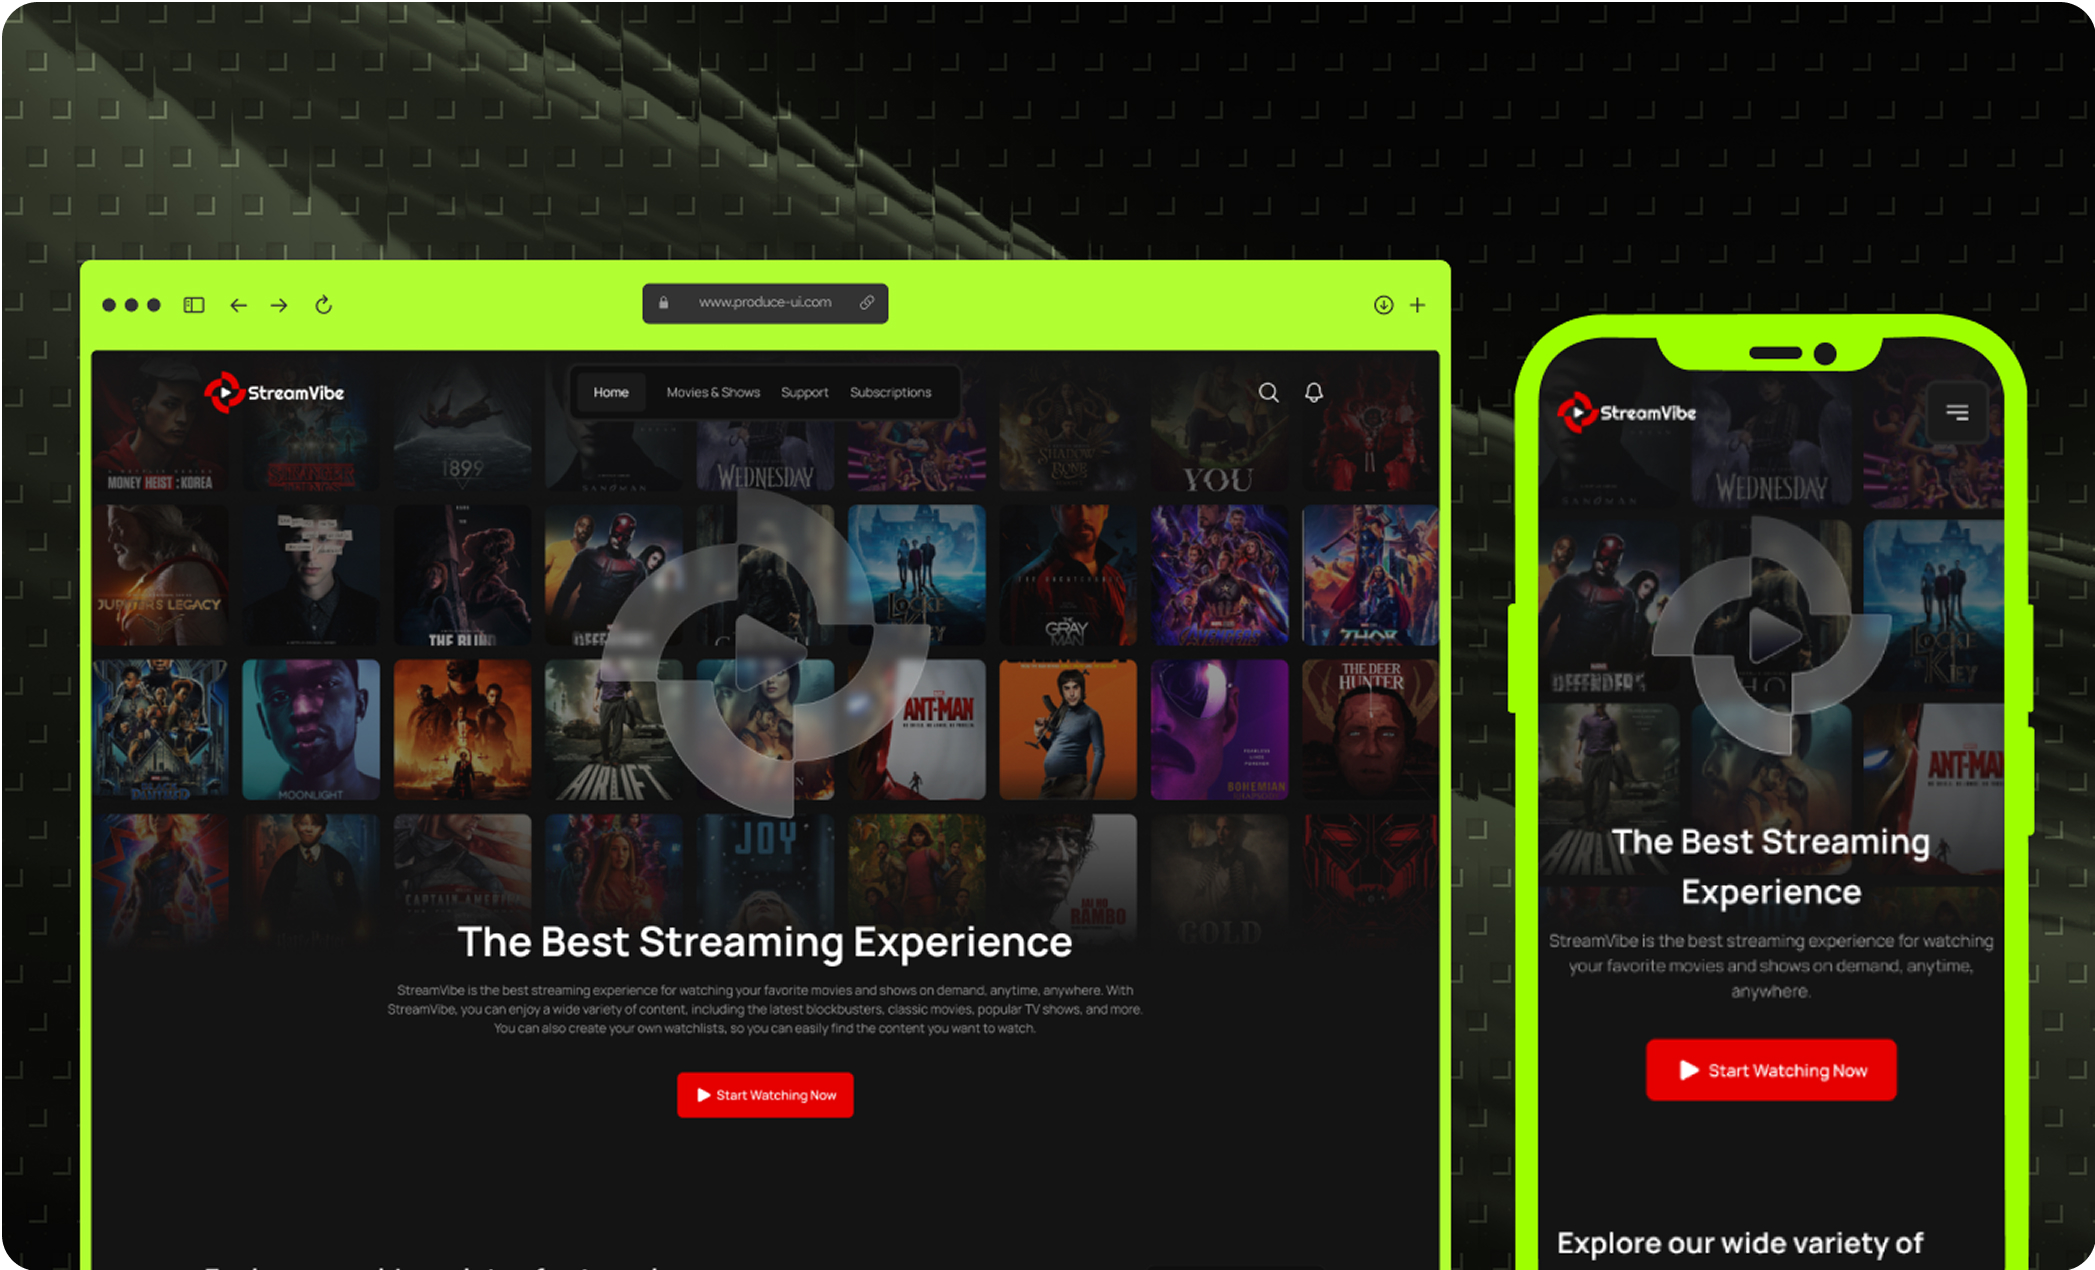 www.produce-ui.com
StreamVibe
Home
Movies & Shows
Support
Subscriptions
MONEY HEIST : KOREA
STRANGER
1899
SANDMAN
WEDNESDAY
SHADOW
BONE
YOU
JUPITER'S LEGACY
DEFENDERS
LOCKE
THE
GRAY
MAN
AVENGERS
THOR
MOONLIGHT
AIRLIFT
ANT-MAN
BOHEMIAN
RHAPSODY
THE DEER
HUNTER
CAPTAIN AMERICA
JOY
RAMBO
GOLD
The Best Streaming Experience
StreamVibe is the best streaming experience for watching your favorite movies and shows on demand, anytime, anywhere. With
StreamVibe, you can enjoy a wide variety of content, including the latest blockbusters, classic movies, popular TV shows, and more.
You can also create your own watchlists, so you can easily find the content you want to watch.
Start Watching Now
StreamVibe
SANDMAN
WEDNESDAY
DEFENDERS
LOCKE
KEY
ANT-MAN
AIRLIFT
The Best Streaming
Experience
StreamVibe is the best streaming experience for watching
your favorite movies and shows on demand, anytime,
anywhere.
Start Watching Now
Explore our wide variety of